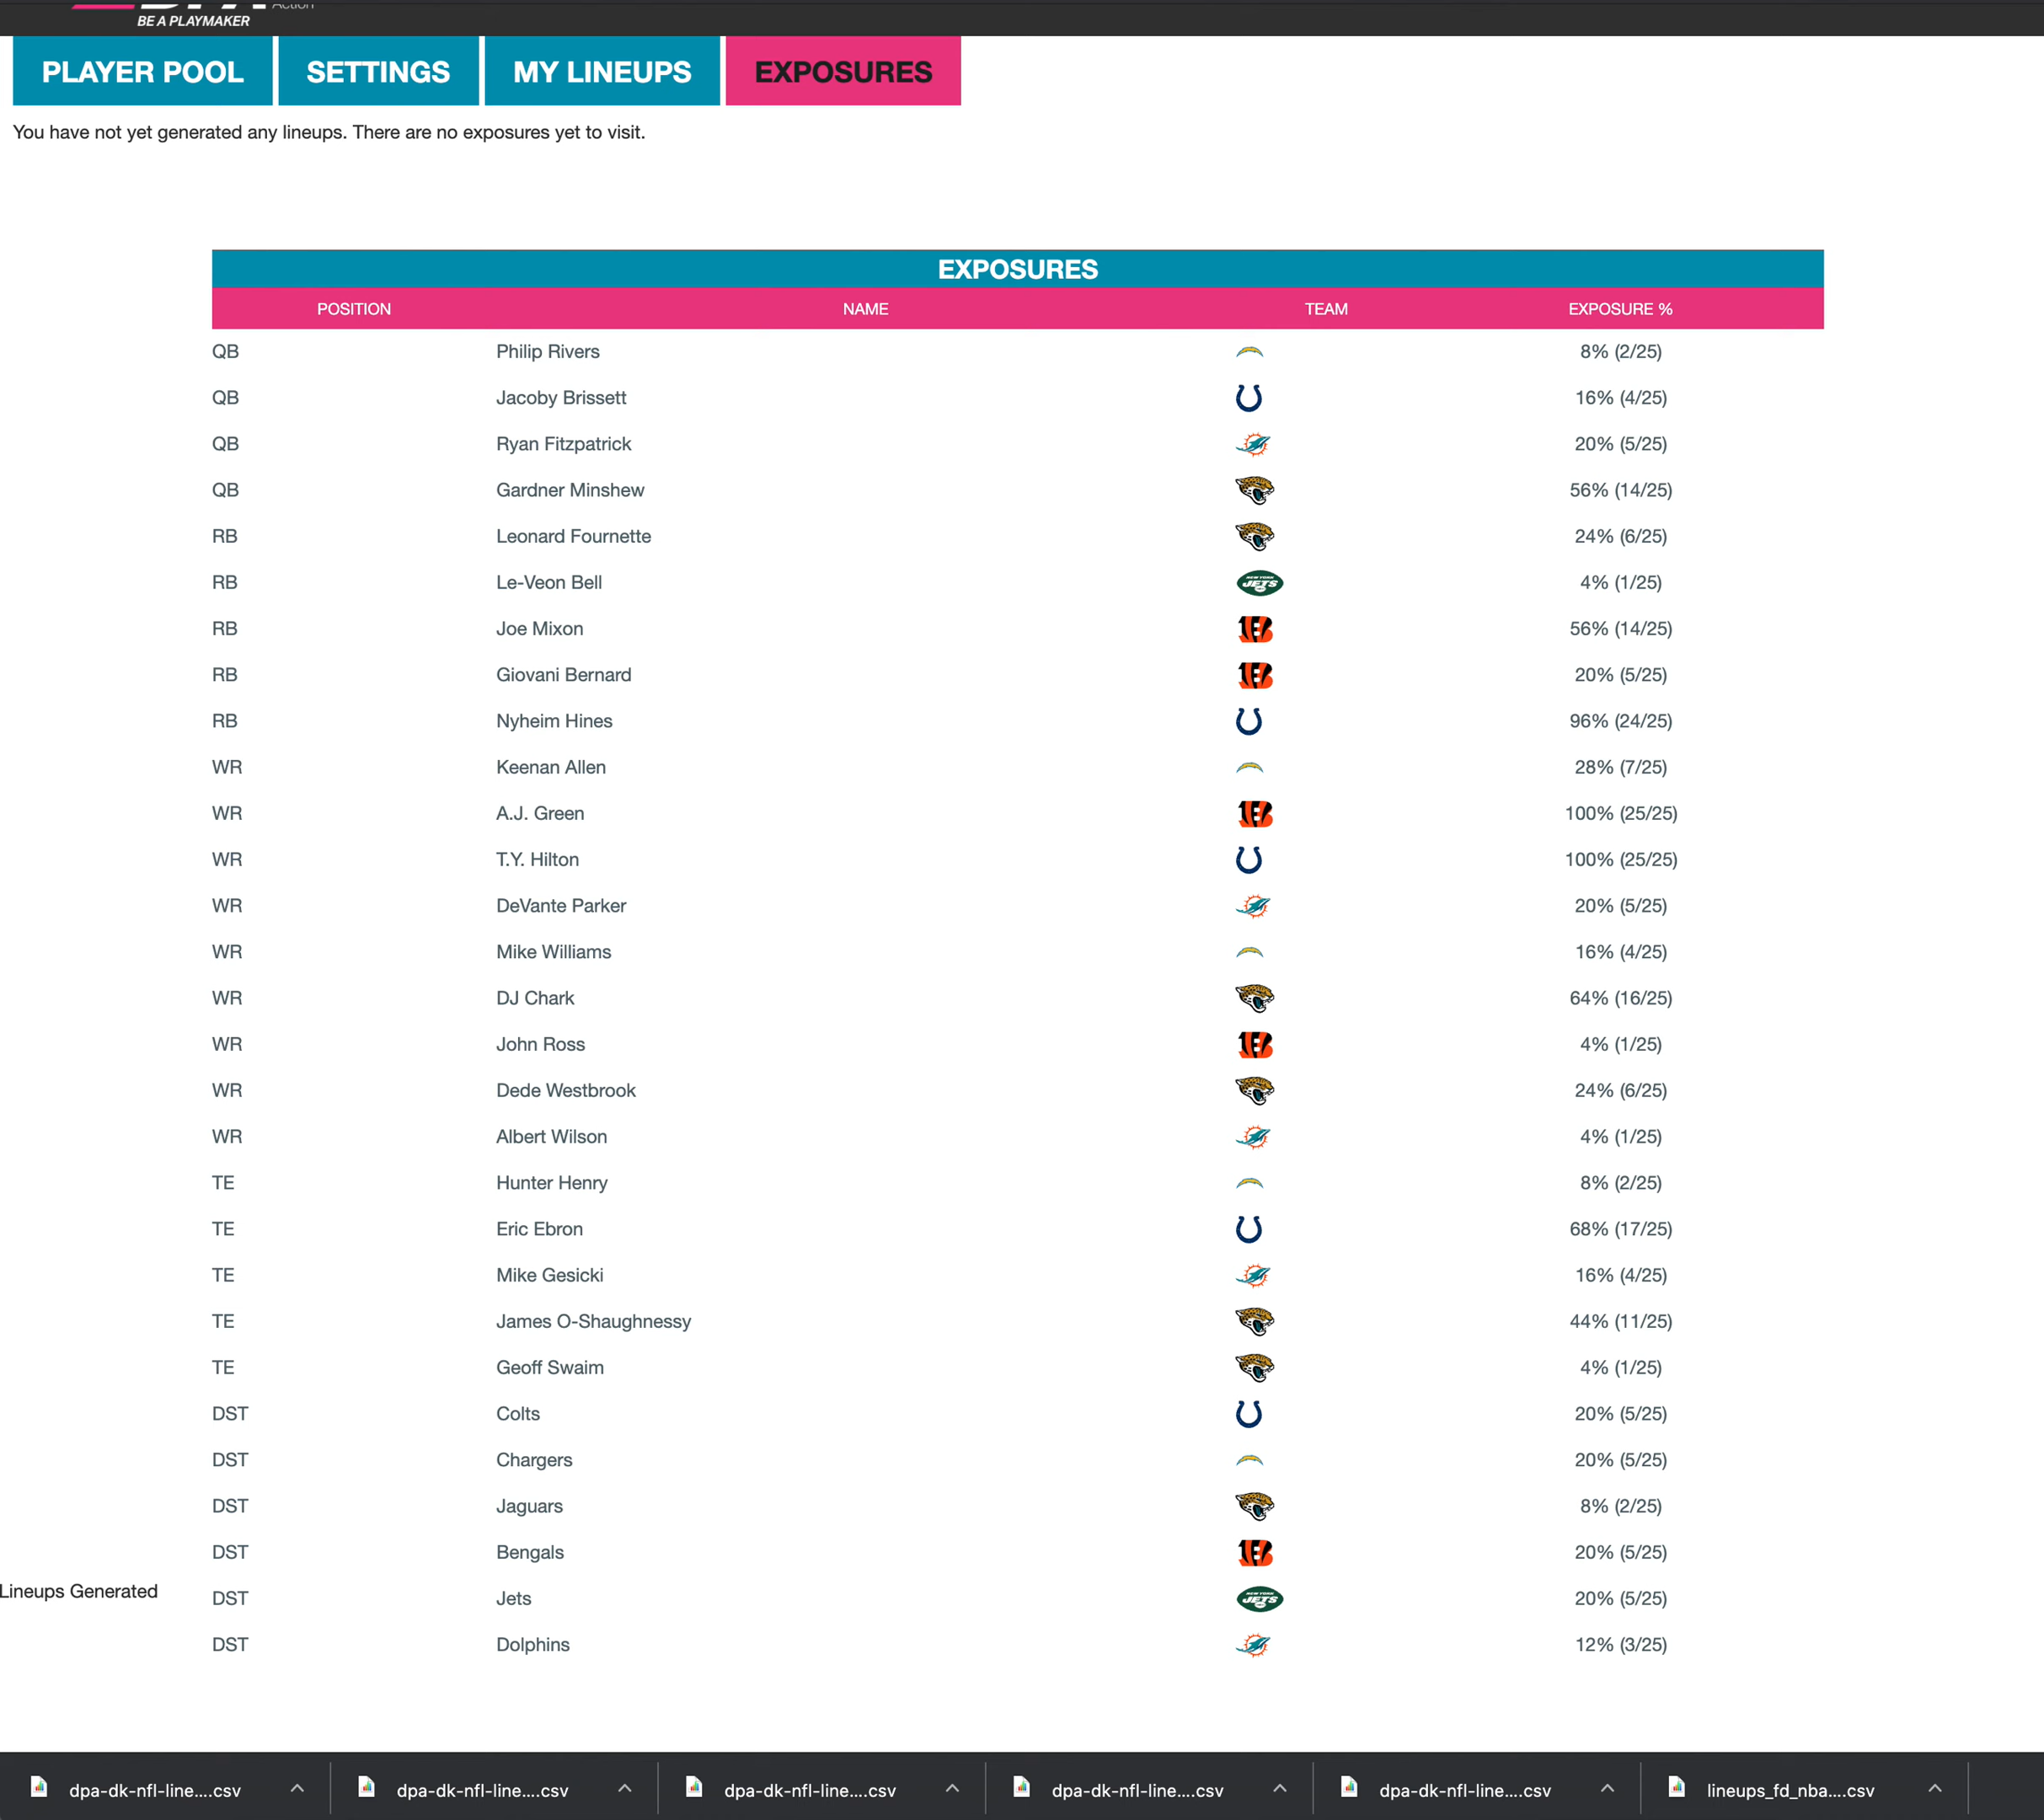 Action
BE A PLAYMAKER
PLAYER POOL SETTINGS MY LINEUPS EXPOSURES
You have not yet generated any lineups. There are no exposures yet to visit.
EXPOSURES
POSITION NAME TEAM EXPOSURE %
QB Philip Rivers 8% (2/25)
QB Jacoby Brissett 16% (4/25)
QB Ryan Fitzpatrick 20% (5/25)
QB Gardner Minshew 56% (14/25)
RB Leonard Fournette 24% (6/25)
RB Le-Veon Bell NEW YORK JETS 4% (1/25)
RB Joe Mixon 56% (14/25)
RB Giovani Bernard 20% (5/25)
RB Nyheim Hines 96% (24/25)
WR Keenan Allen 28% (7/25)
WR A.J. Green 100% (25/25)
WR T.Y. Hilton 100% (25/25)
WR DeVante Parker 20% (5/25)
WR Mike Williams 16% (4/25)
WR DJ Chark 64% (16/25)
WR John Ross 4% (1/25)
WR Dede Westbrook 24% (6/25)
WR Albert Wilson 4% (1/25)
TE Hunter Henry 8% (2/25)
TE Eric Ebron 68% (17/25)
TE Mike Gesicki 16% (4/25)
TE James O-Shaughnessy 44% (11/25)
TE Geoff Swaim 4% (1/25)
DST Colts 20% (5/25)
DST Chargers 20% (5/25)
DST Jaguars 8% (2/25)
DST Bengals 20% (5/25)
Lineups Generated
DST Jets NEW YORK JETS 20% (5/25)
DST Dolphins 12% (3/25)
dpa-dk-nfl-line....csv dpa-dk-nfl-line....csv dpa-dk-nfl-line....csv dpa-dk-nfl-line....csv dpa-dk-nfl-line....csv lineups_fd_nba....csv